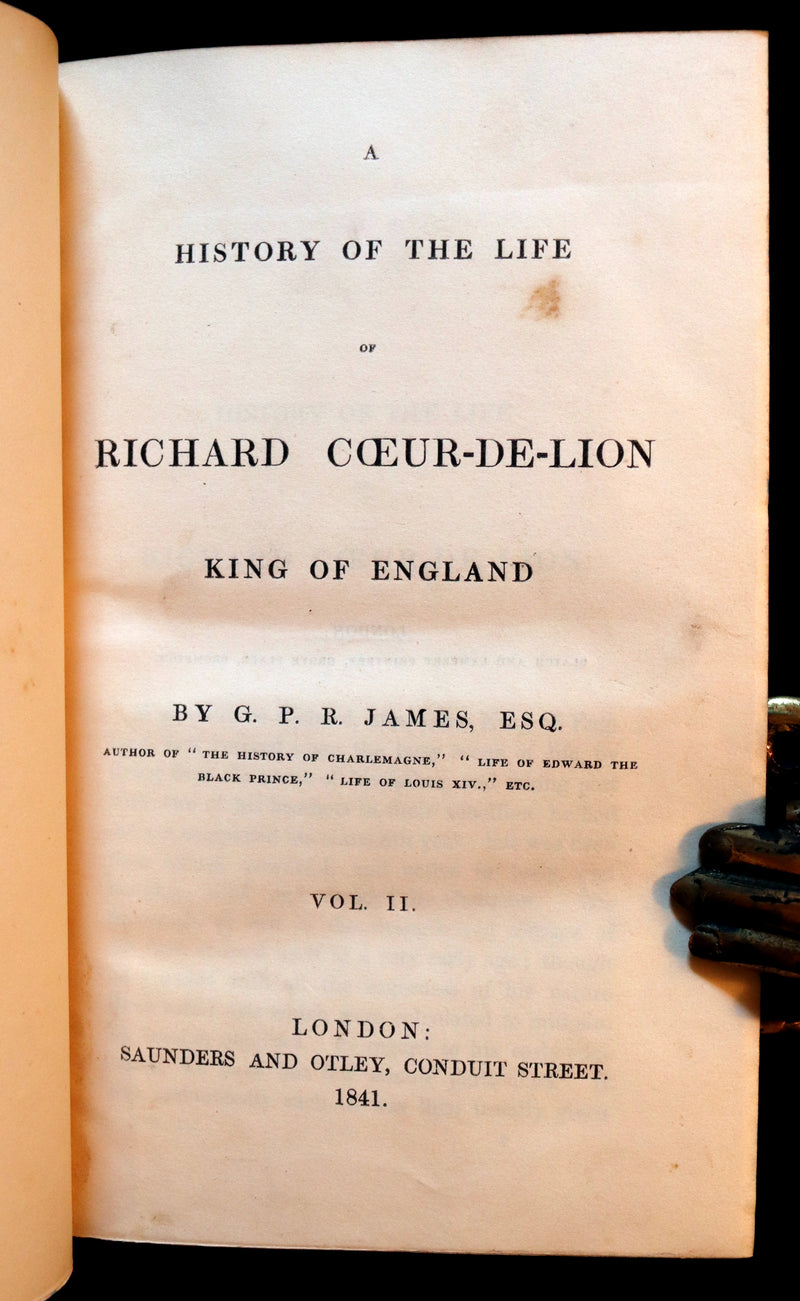 A
HISTORY OF THE LIFE
OF
RICHARD CŒUR-DE-LION
KING OF ENGLAND
BY G. P. R. JAMES, ESQ.
AUTHOR OF “ THE HISTORY OF CHARLEMAGNE,” “ LIFE OF EDWARD THE
BLACK PRINCE,” “ LIFE OF LOUIS XIV.,” ETC.
VOL. II.
LONDON:
SAUNDERS AND OTLEY, CONDUIT STREET.
1841.